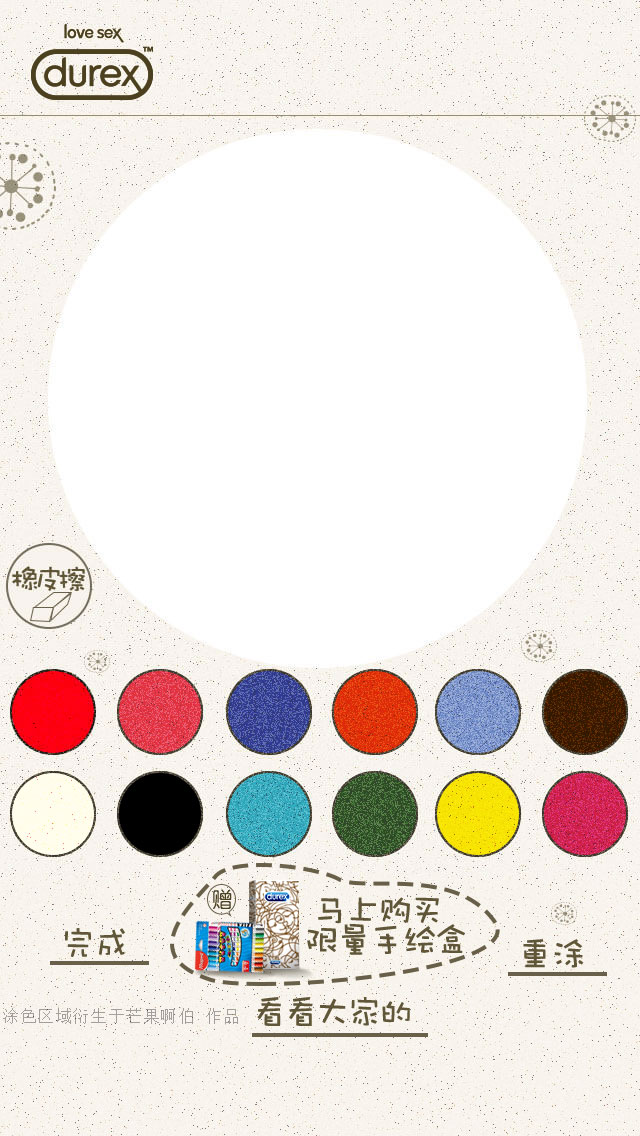 love sex
durex™
橡皮擦
赠
durex
马上购买
限量手绘盒
完成
重涂
涂色区域衍生于芒果啊伯 作品
看看大家的